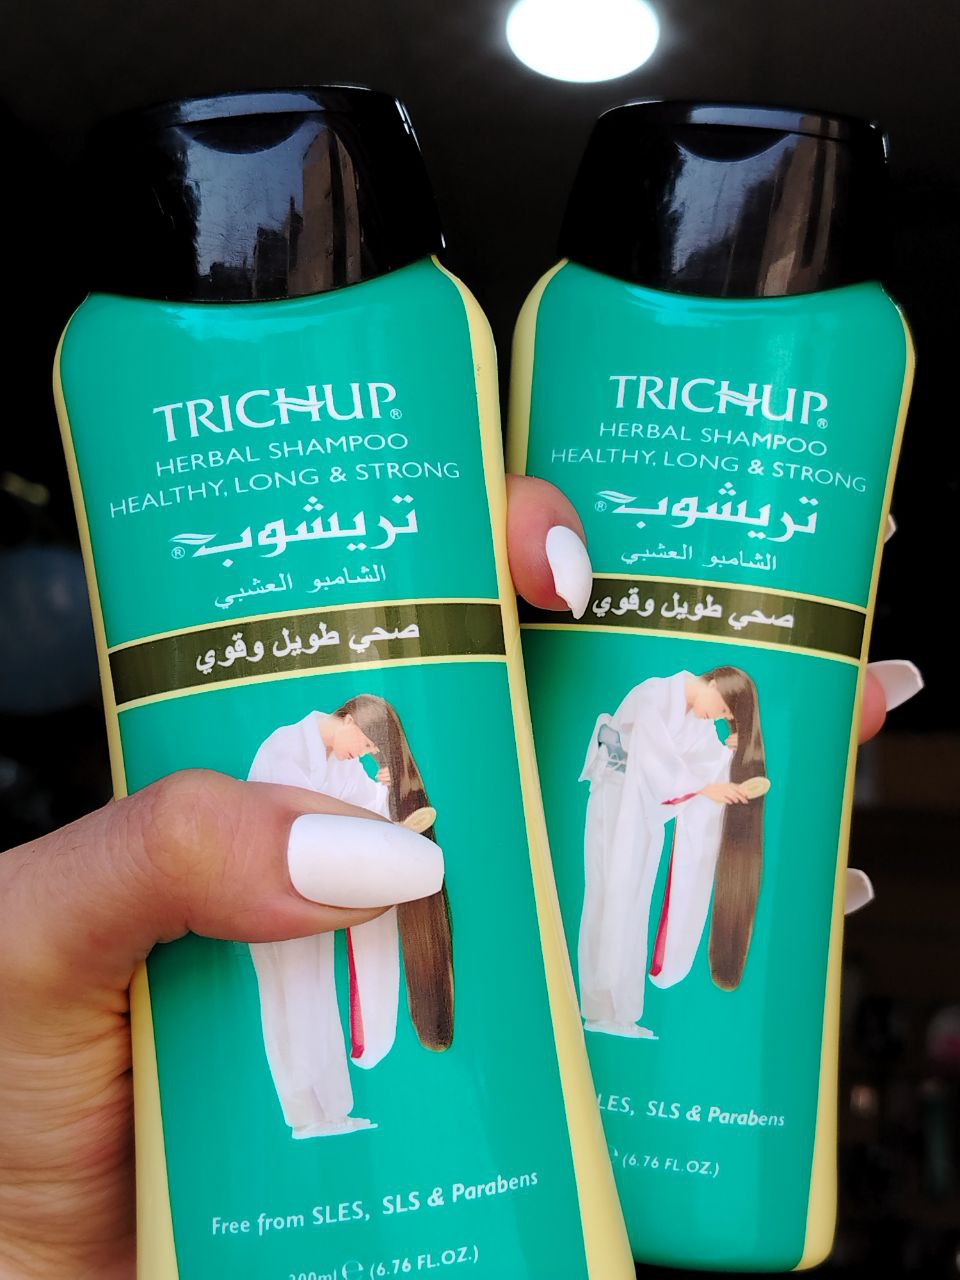 TRICHUP®
HERBAL SHAMPOO
HEALTHY, LONG & STRONG
تريشوب®
الشامبو العشبي
صحي طويل وقوي
Free from SLES, SLS & Parabens
200ml ℮ (6.76 FL.OZ.)
TRICHUP®
HERBAL SHAMPOO
HEALTHY, LONG & STRONG
تريشوب®
الشامبو العشبي
صحي طويل وقوي
SLS & Parabens
℮ (6.76 FL.OZ.)